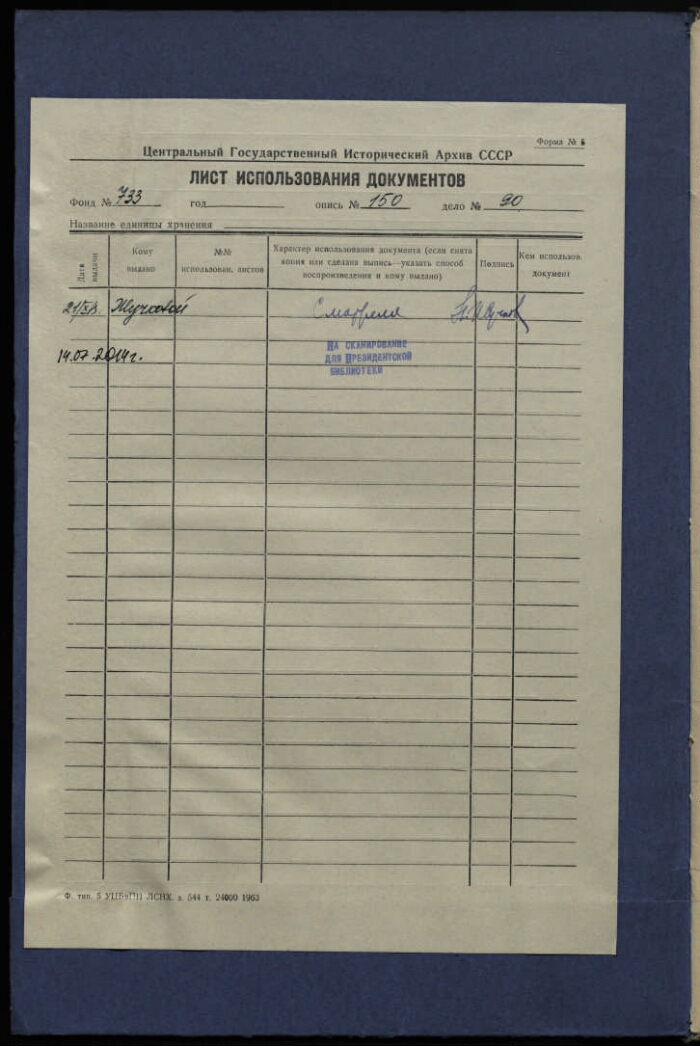 Форма № 5
Центральный Государственный Исторический Архив СССР
ЛИСТ ИСПОЛЬЗОВАНИЯ ДОКУМЕНТОВ
Фонд № 733 год опись № 150 дело № 90
Название единицы хранения
Дата выдачи
Кому выдано
№№ использован. листов
Характер использования документа (если снята копия или сделана выпись—указать способ воспроизведения и кому выдано)
Подпись
Кем использов. документ
Смотрела
14.07.2014г.
НА СКАНИРОВАНИЕ
ДЛЯ ПРЕЗИДЕНТСКОЙ
БИБЛИОТЕКИ
Ф. тип. 5 УЦБиПП ЛСНХ з. 544 т. 24000 1963